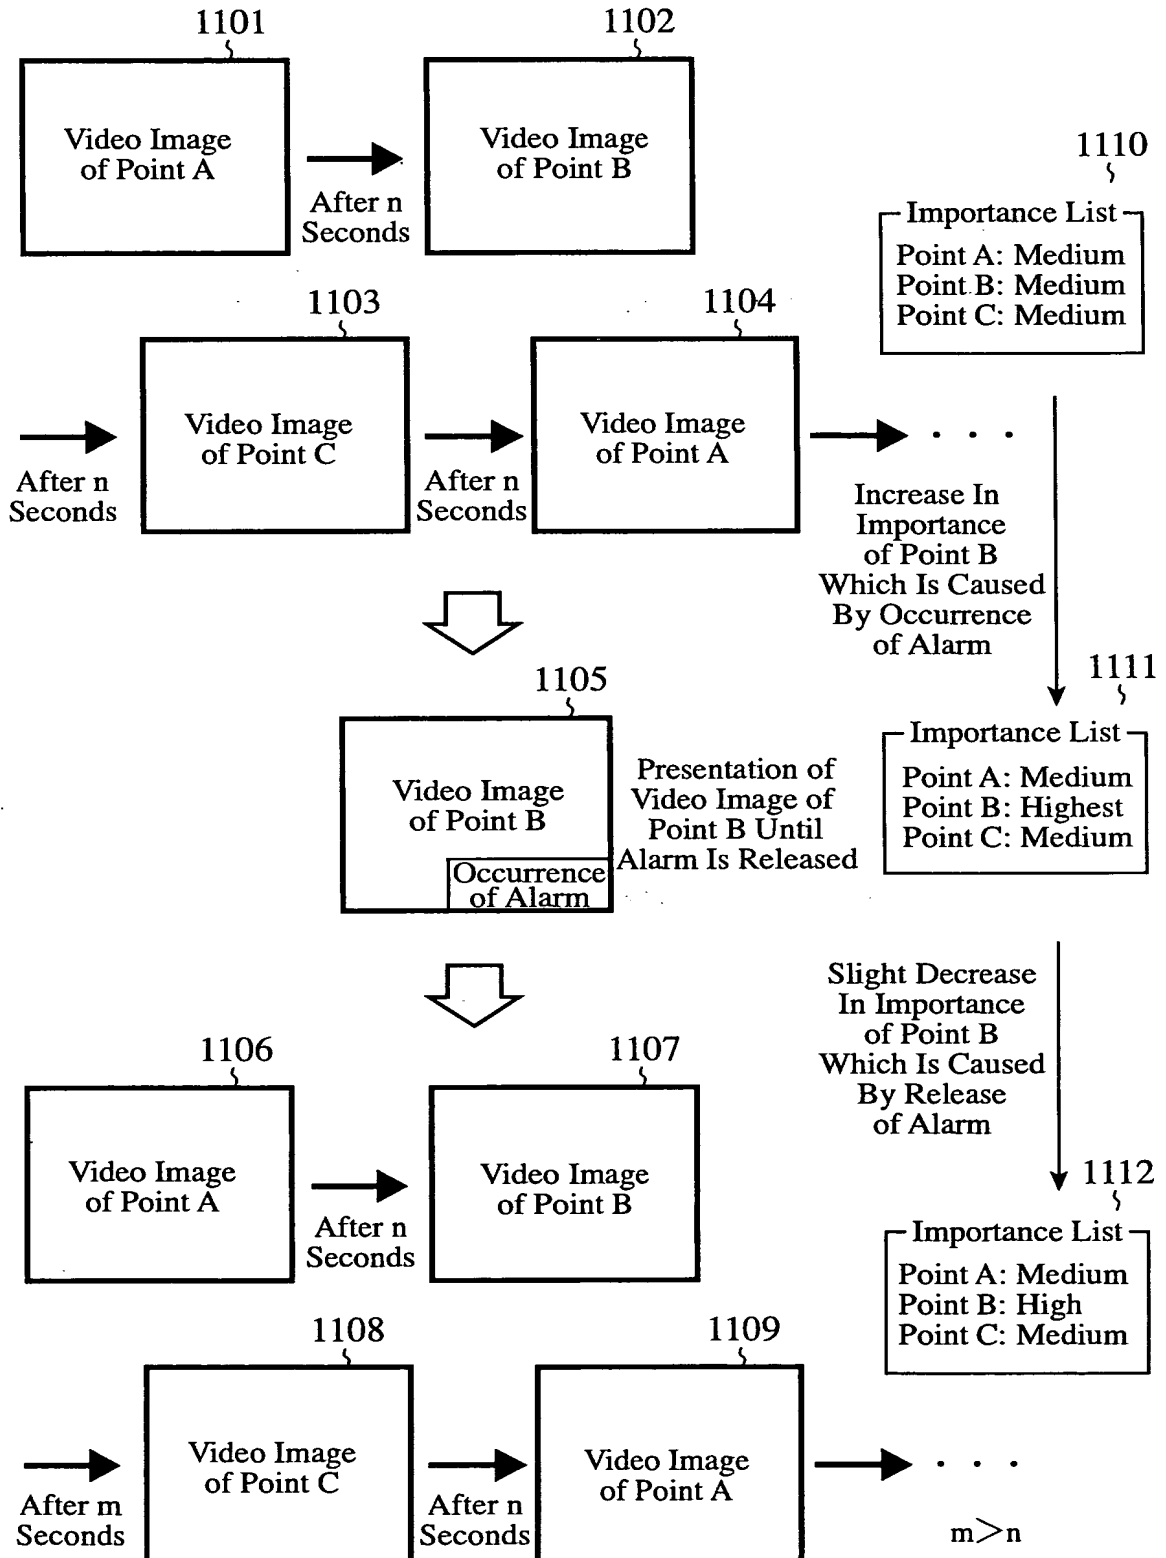 1101
1102
Video Image
of Point A
After n
Seconds
Video Image
of Point B
1110
Importance List
Point A: Medium
Point B: Medium
Point C: Medium
1103
1104
After n
Seconds
Video Image
of Point C
After n
Seconds
Video Image
of Point A
. . .
Increase In
Importance
of Point B
Which Is Caused
By Occurrence
of Alarm
1105
1111
Video Image
of Point B
Occurrence
of Alarm
Presentation of
Video Image of
Point B Until
Alarm Is Released
Importance List
Point A: Medium
Point B: Highest
Point C: Medium
Slight Decrease
In Importance
of Point B
Which Is Caused
By Release
of Alarm
1106
1107
Video Image
of Point A
After n
Seconds
Video Image
of Point B
1112
Importance List
Point A: Medium
Point B: High
Point C: Medium
1108
1109
After m
Seconds
Video Image
of Point C
After n
Seconds
Video Image
of Point A
. . .
m>n